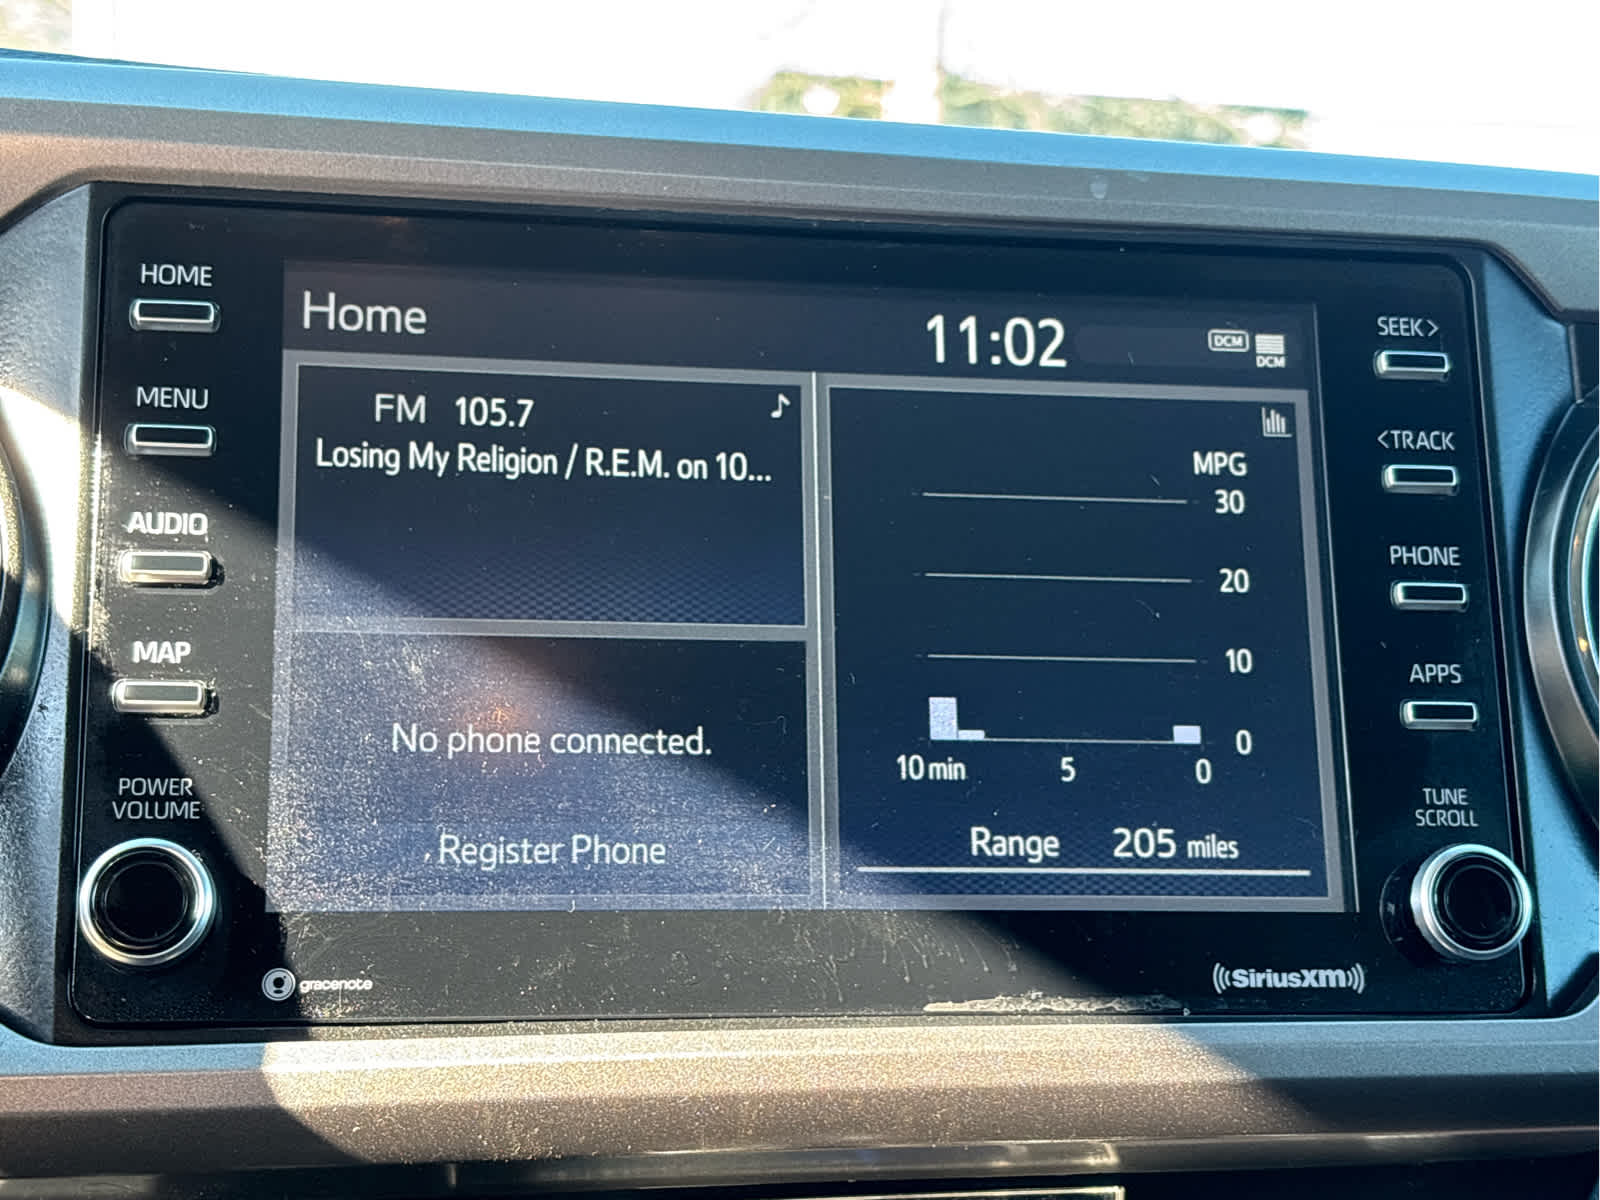 HOME
MENU
AUDIO
MAP
POWER
VOLUME
Home
11:02
DCM
DCM
FM 105.7
Losing My Religion / R.E.M. on 10...
No phone connected.
Register Phone
MPG
30
20
10
0
10 min 5 0
Range 205 miles
SEEK>
<TRACK
PHONE
APPS
TUNE
SCROLL
gracenote
((SiriusXM))